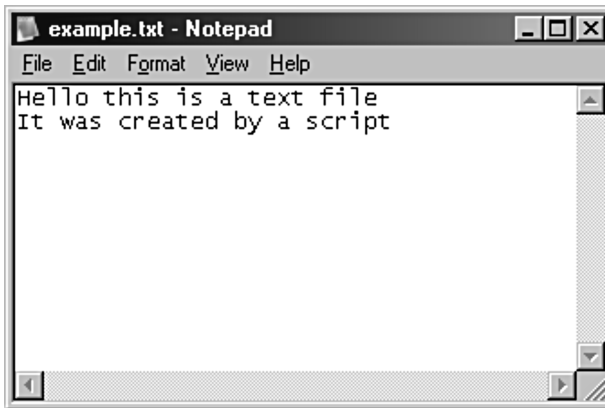 example.txt - Notepad
File Edit Format View Help
Hello this is a text file
It was created by a script